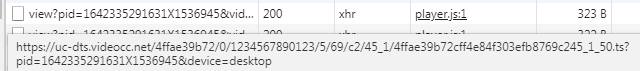 view?pid=1642335291631X1536945&vid... 200 xhr player.js:1 323 B
https://uc-dts.videocc.net/4ffae39b72/0/1234567890123/5/69/c2/45_1/4ffae39b72cff4e84f303efb8769c245_1_50.ts?
pid=1642335291631X1536945&device=desktop